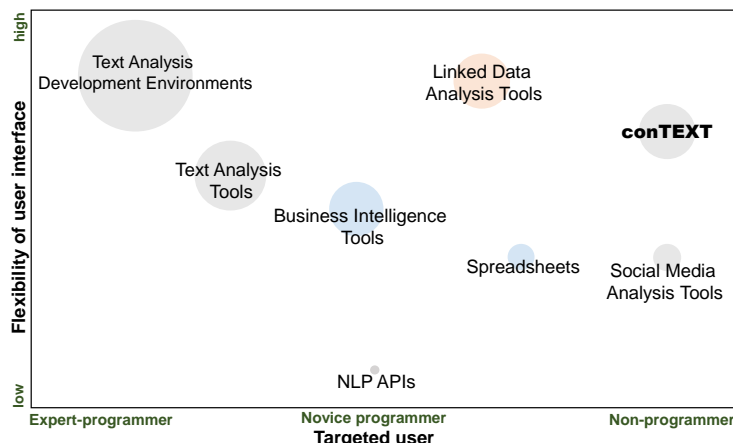 high
Flexibility of user interface
low
Text Analysis
Development Environments
Linked Data
Analysis Tools
conTEXT
Text Analysis
Tools
Business Intelligence
Tools
Spreadsheets
Social Media
Analysis Tools
NLP APIs
Expert-programmer
Novice programmer
Non-programmer
Targeted user